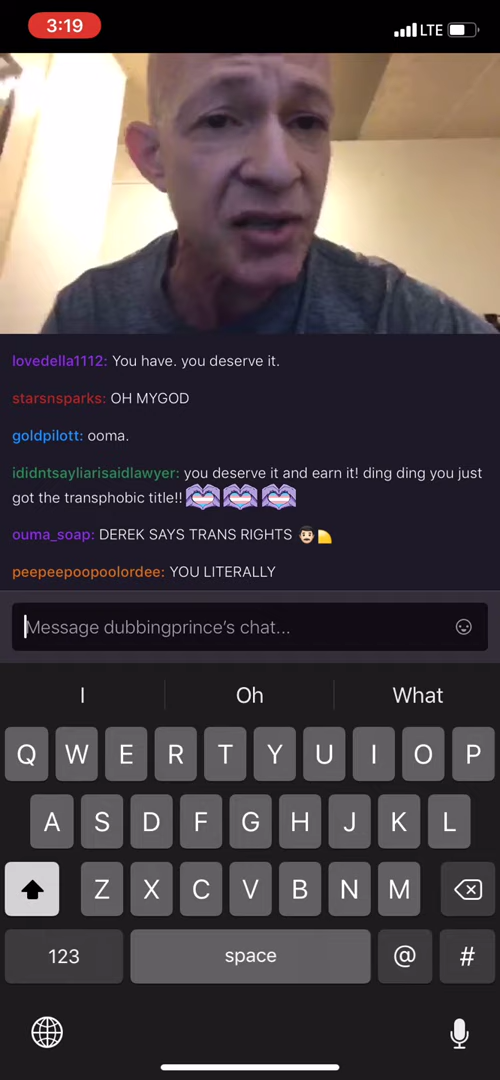 3:19
LTE
lovedella1112: You have. you deserve it.
starsnsparks: OH MYGOD
goldpilott: ooma.
ididntsayliarisaidlawyer: you deserve it and earn it! ding ding you just
got the transphobic title!!
ouma_soap: DEREK SAYS TRANS RIGHTS
peepeepoopoolordee: YOU LITERALLY
Message dubbingprince's chat...
I Oh What
Q W E R T Y U I O P
A S D F G H J K L
Z X C V B N M
123 space @ #